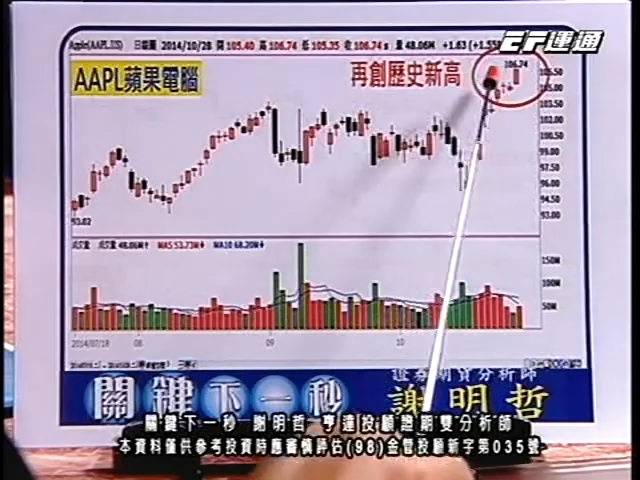 Apple(AAPL.US) 日線圖 2014/10/28 開 105.40 高 106.74 低 105.35 收 106.74 s 量 48.06M +1.63
運通
AAPL蘋果電腦
再創歷史新高
106.74
106.50
105.00
103.50
102.00
100.50
99.00
97.50
96.00
94.50
93.00
93.02
成交量 48.06M↑ MA5 53.73M↓ MA10 68.20M↓
150M
100M
50M
2014/07/18 08 09 10
關鍵下一秒
證券期貨分析師
謝明哲
關鍵下一秒 謝明哲 亨達投顧證期雙分析師
本資料僅供參考投資時應審慎評估(98)金管投顧新字第035號